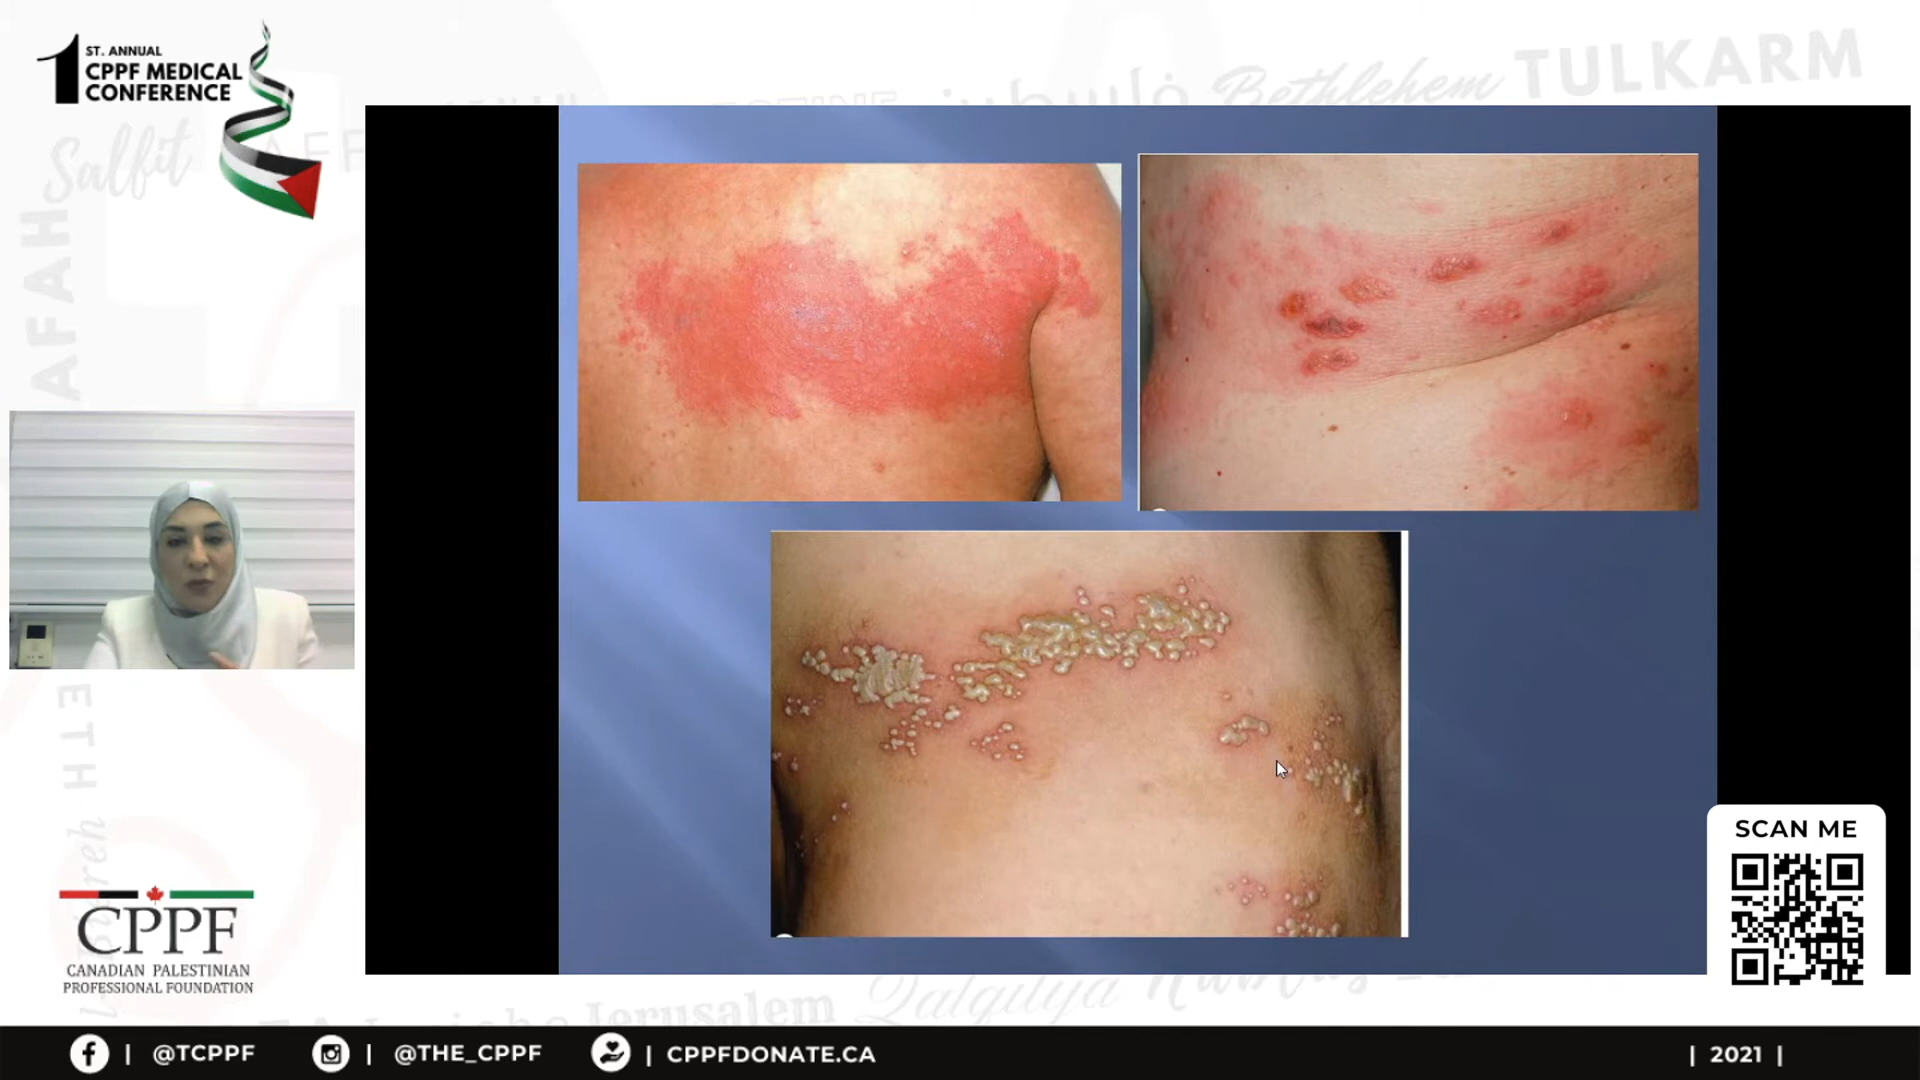 ST. ANNUAL
1 CPPF MEDICAL
CONFERENCE
Salfit
AFAH
Bethlehem
TULKARM
فلسطين
CPPF
CANADIAN PALESTINIAN
PROFESSIONAL FOUNDATION
Jerusalem
Qalqilya
SCAN ME
| @TCPPF
| @THE_CPPF
| CPPFDONATE.CA
| 2021 |